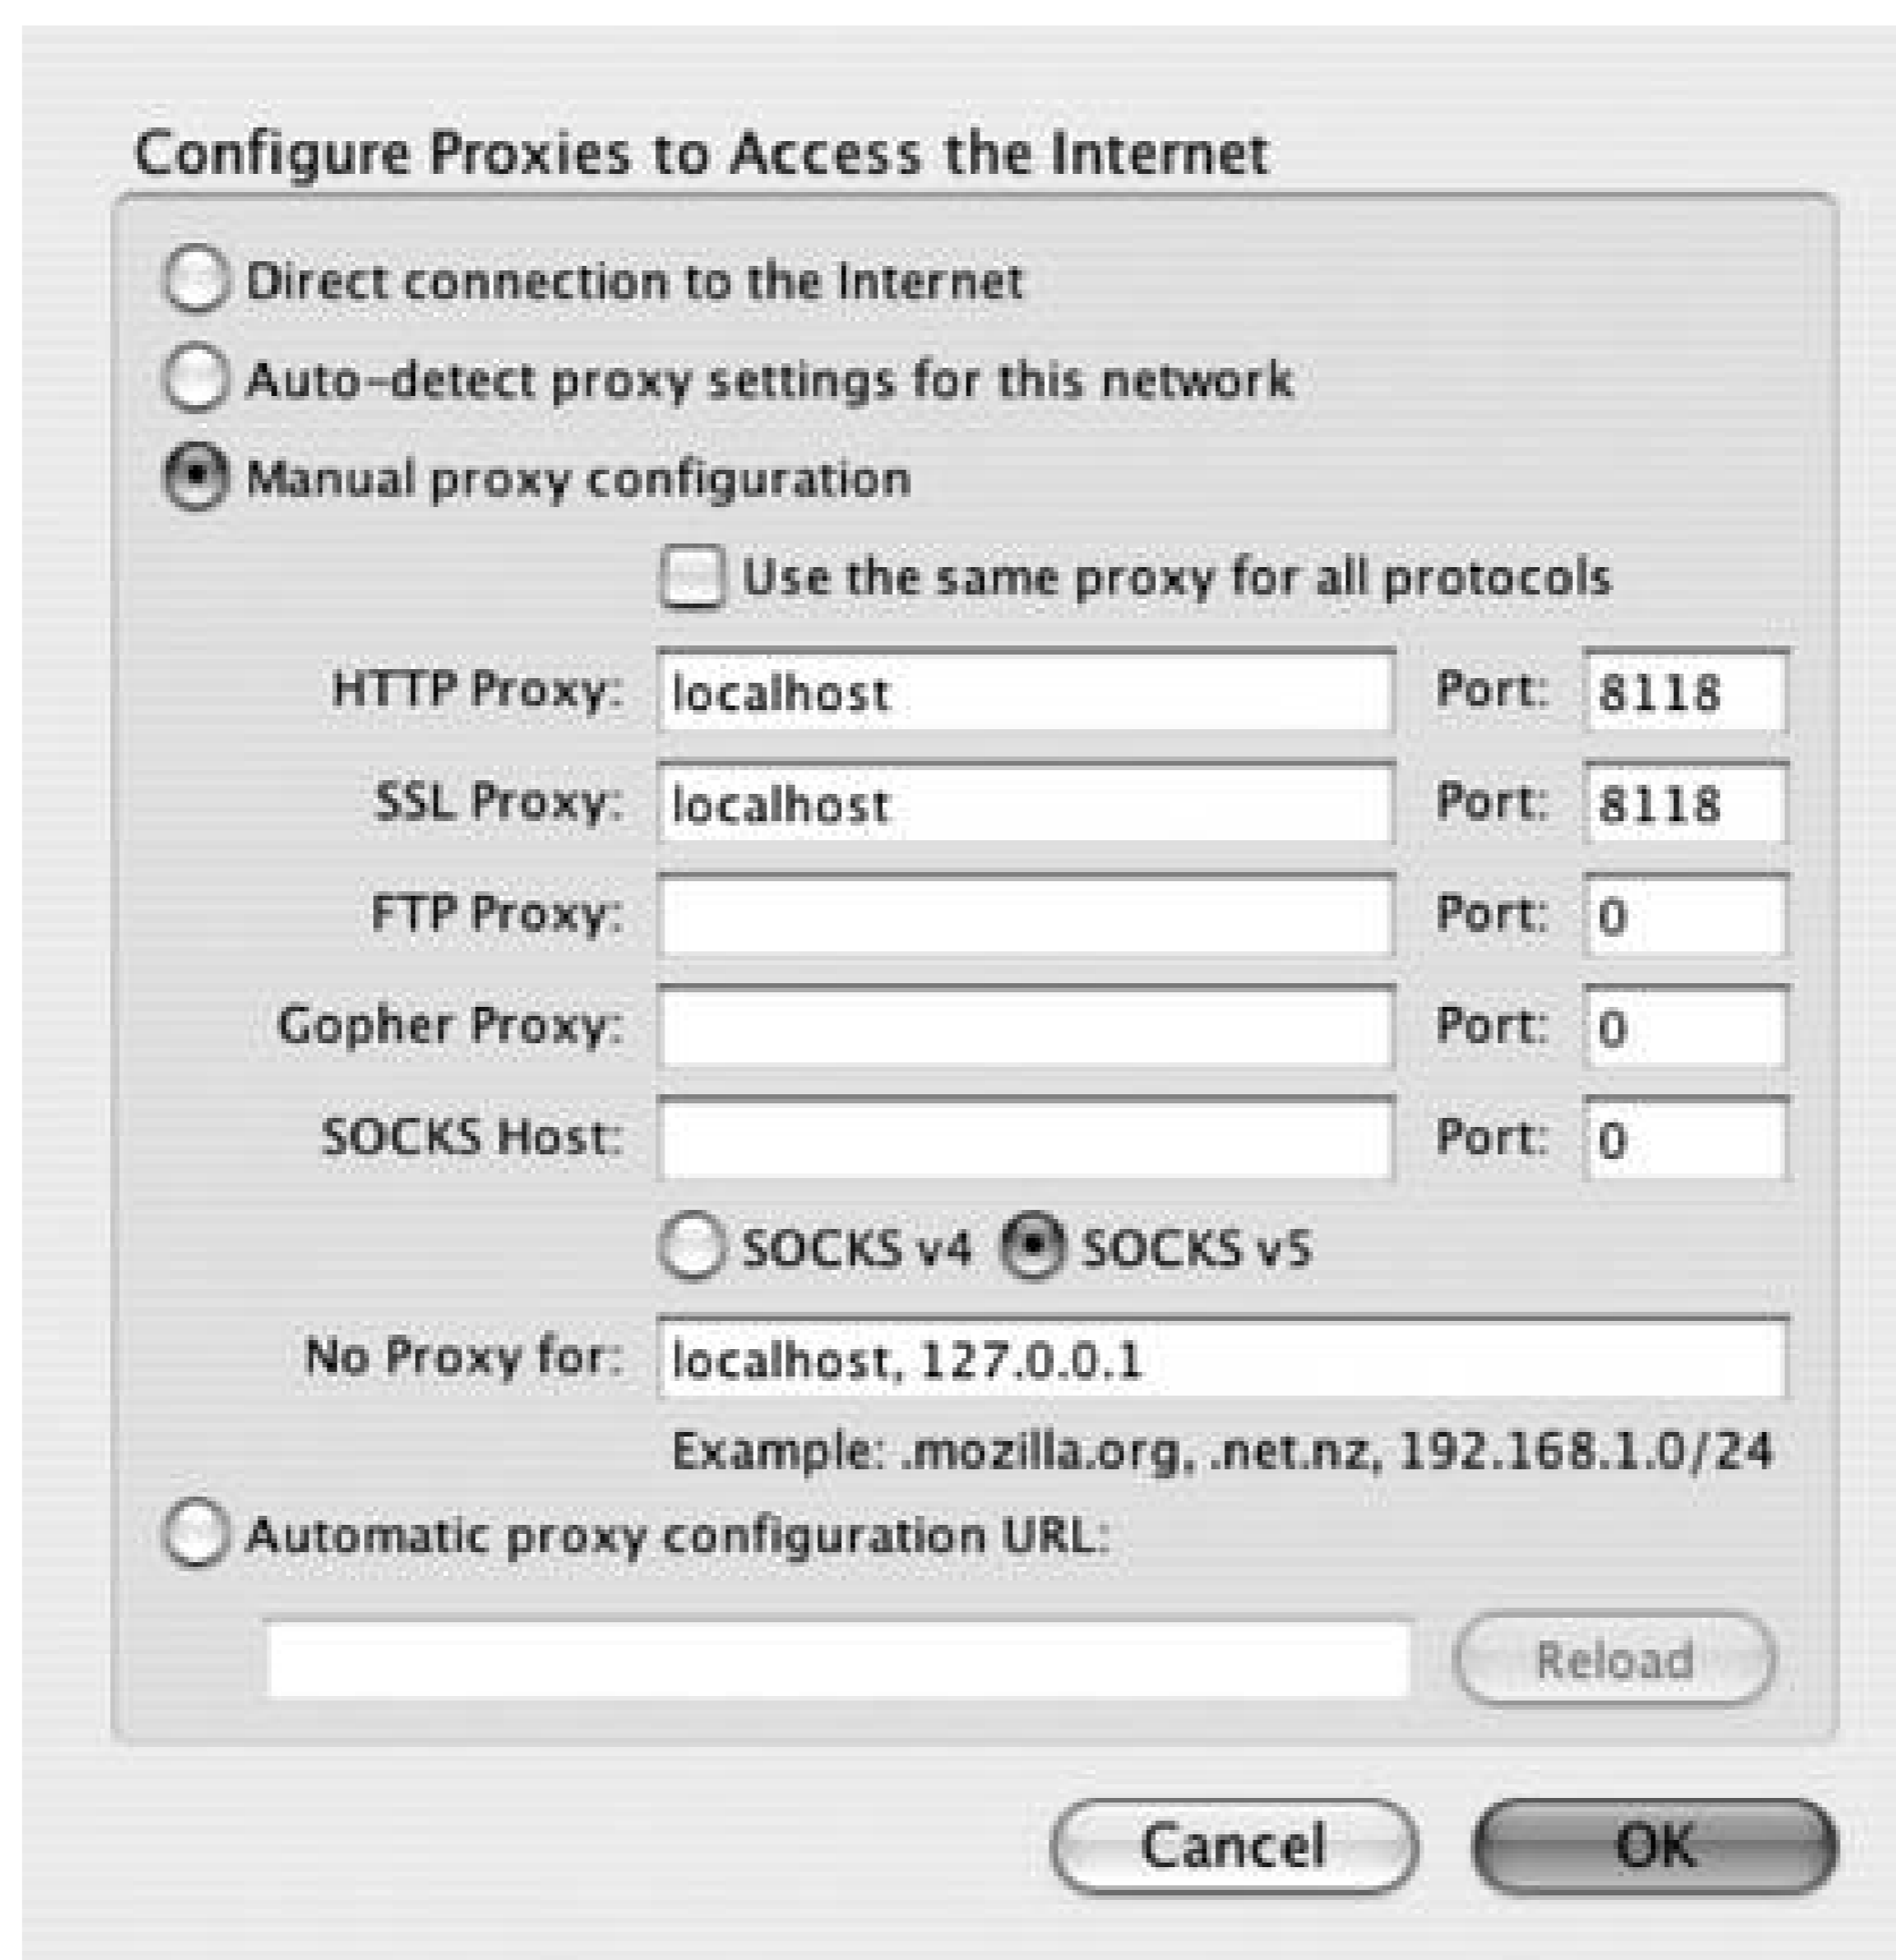 Configure Proxies to Access the Internet
Direct connection to the Internet
Auto-detect proxy settings for this network
Manual proxy configuration
Use the same proxy for all protocols
HTTP Proxy: localhost Port: 8118
SSL Proxy: localhost Port: 8118
FTP Proxy: Port: 0
Gopher Proxy: Port: 0
SOCKS Host: Port: 0
SOCKS v4 SOCKS v5
No Proxy for: localhost, 127.0.0.1
Example: .mozilla.org, .net.nz, 192.168.1.0/24
Automatic proxy configuration URL:
Reload
Cancel OK